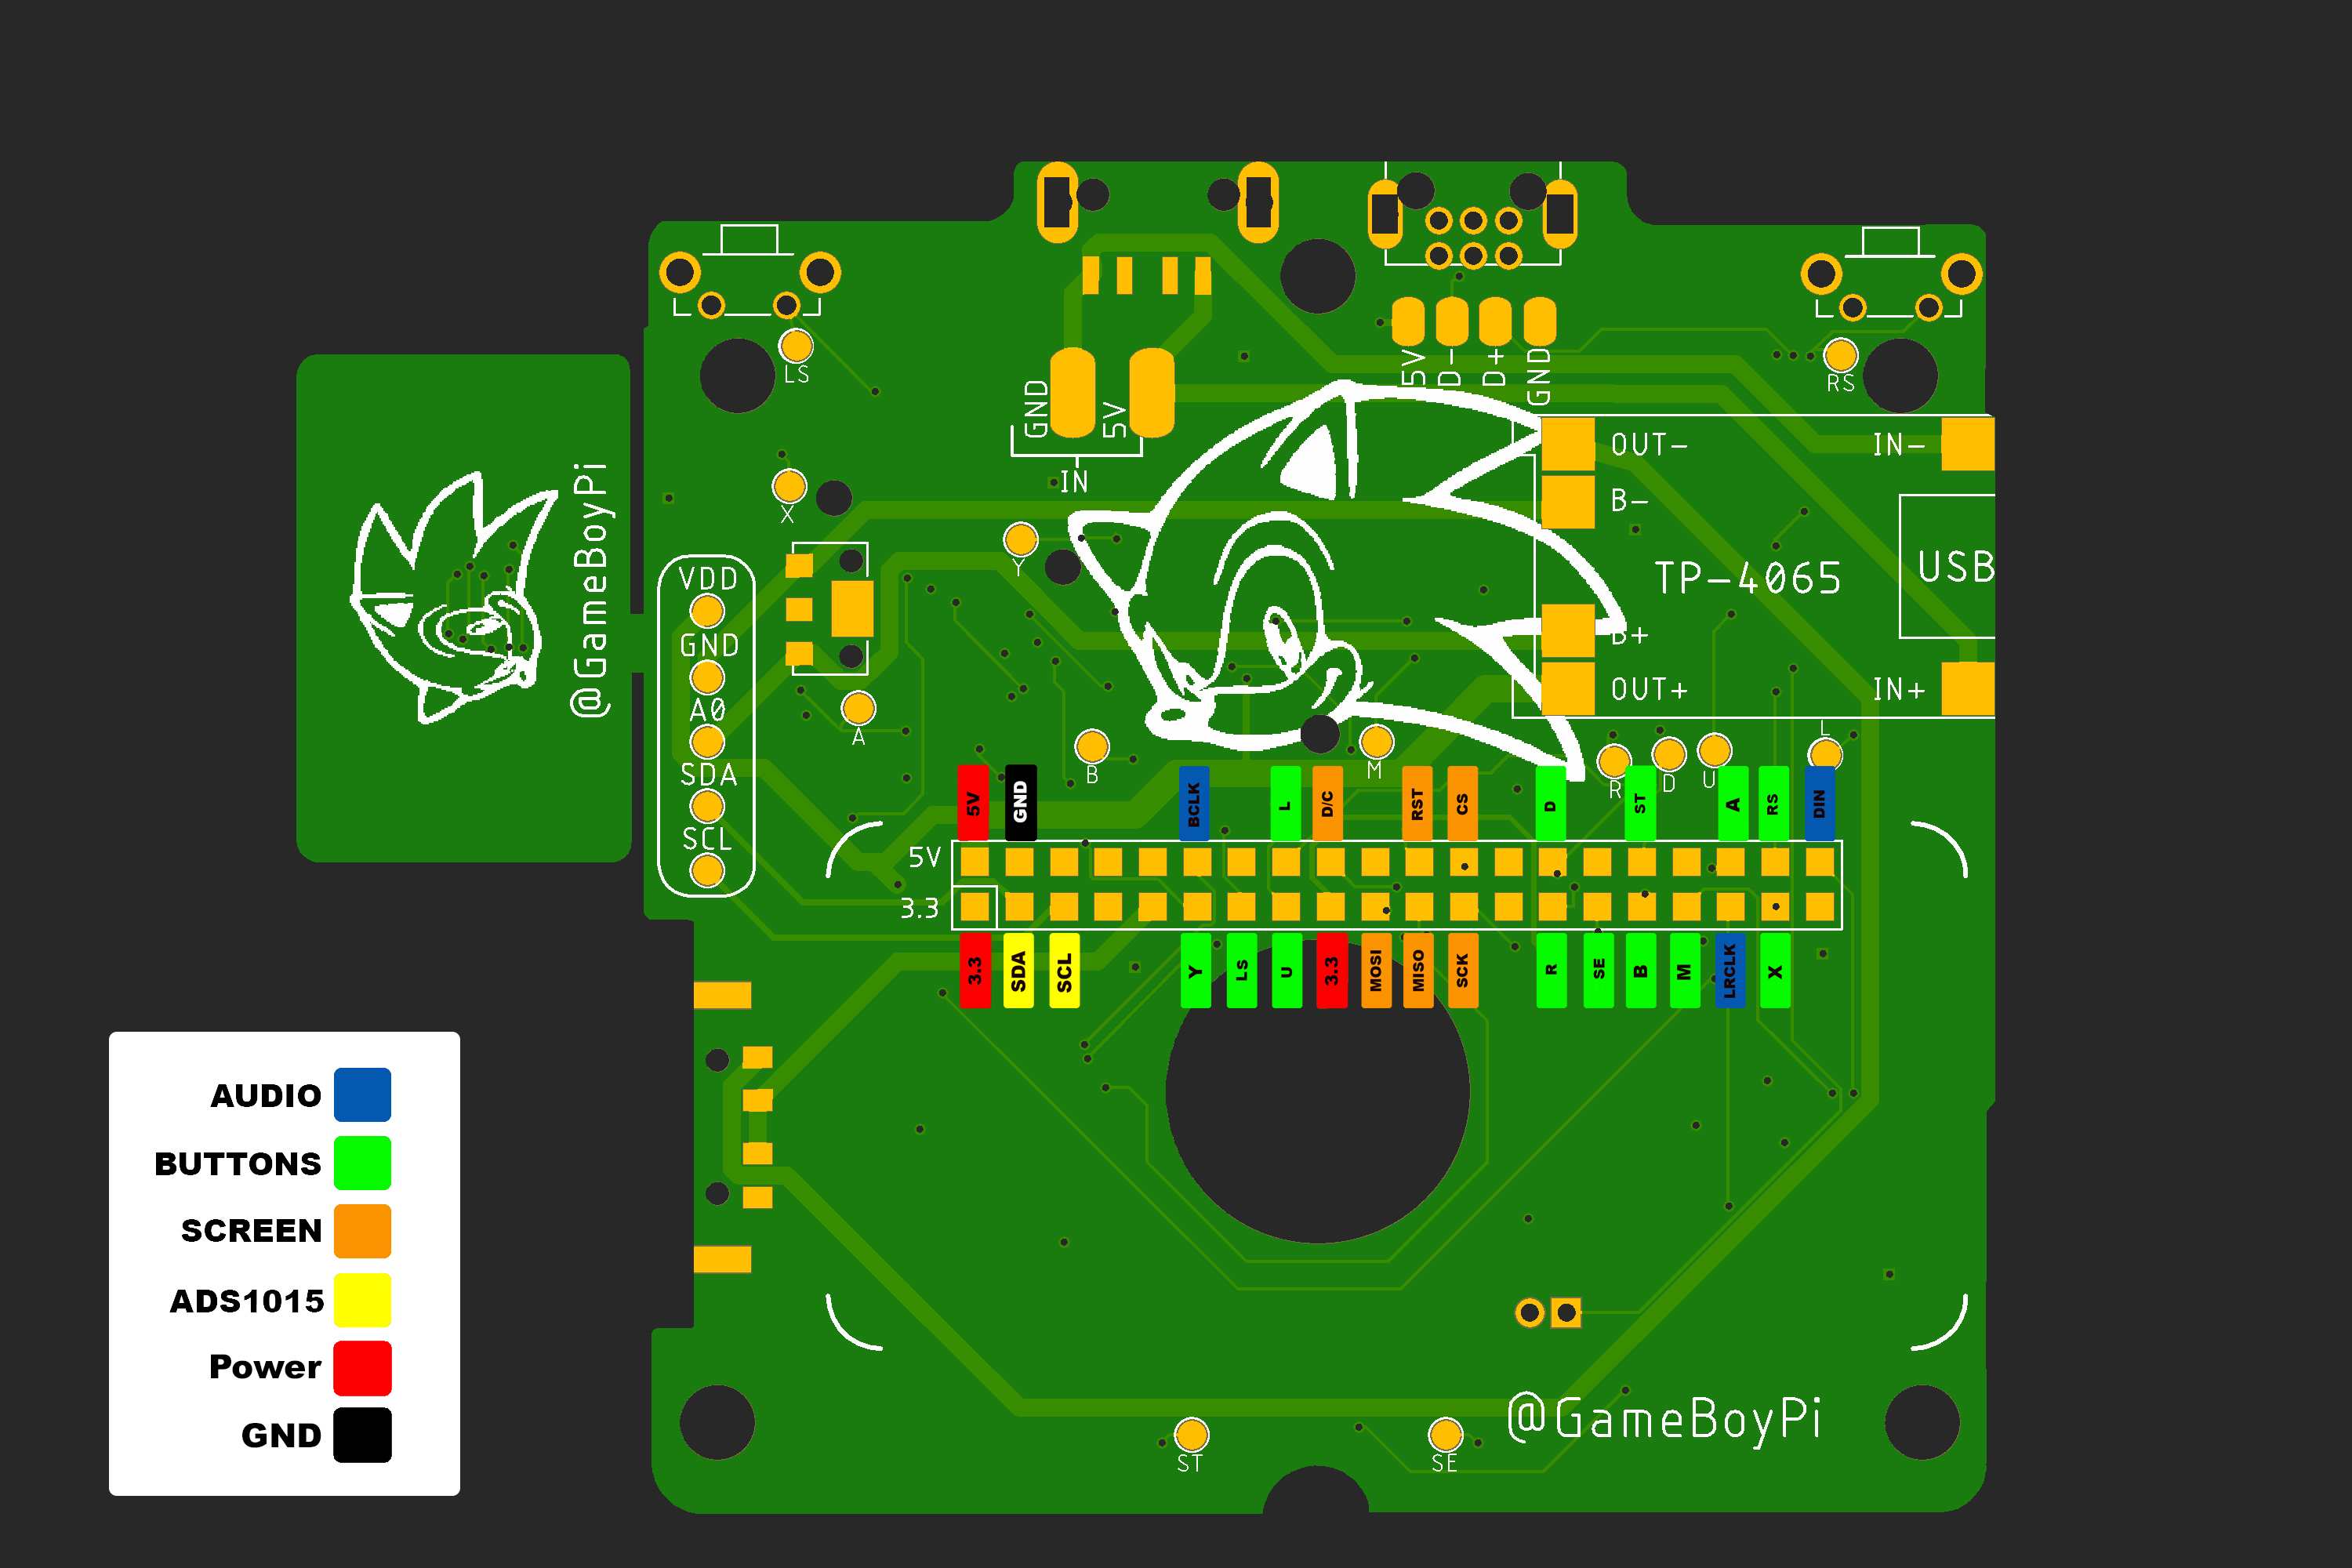 LS
RS
5V
D-
D+
GND
GND
5V
IN
OUT-
IN-
B-
TP-4065
USB
B+
OUT+
IN+
@GameBoyPi
X
Y
VDD
GND
A0
SDA
SCL
A
B
M
R
D
U
L
5V
GND
BCLK
L
D/C
RST
CS
D
ST
A
RS
DIN
5V
3.3
3.3
SDA
SCL
Y
Ls
U
3.3
MOSI
MISO
SCK
R
SE
B
M
LRCLK
X
AUDIO
BUTTONS
SCREEN
ADS1015
Power
GND
@GameBoyPi
ST
SE